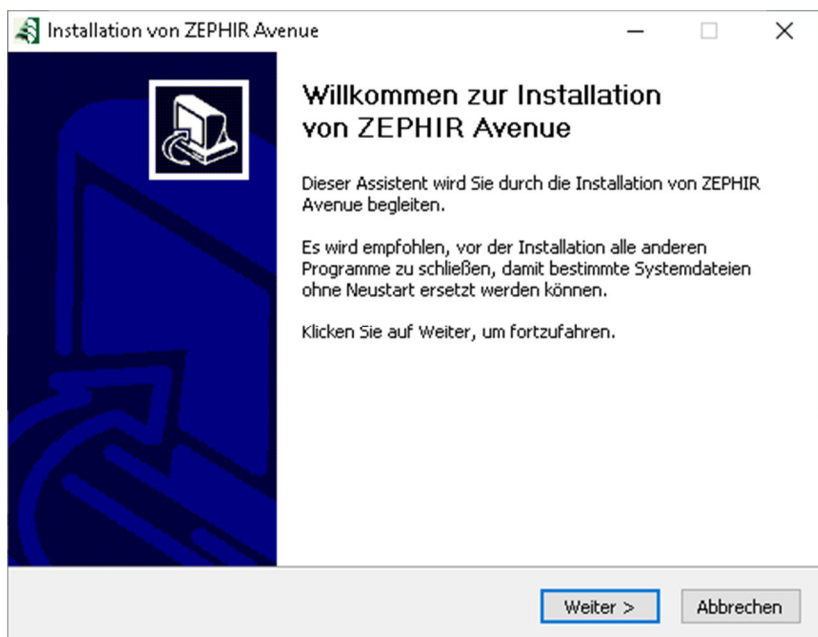 Installation von ZEPHIR Avenue
Willkommen zur Installation
von ZEPHIR Avenue
Dieser Assistent wird Sie durch die Installation von ZEPHIR
Avenue begleiten.
Es wird empfohlen, vor der Installation alle anderen
Programme zu schließen, damit bestimmte Systemdateien
ohne Neustart ersetzt werden können.
Klicken Sie auf Weiter, um fortzufahren.
Weiter > Abbrechen